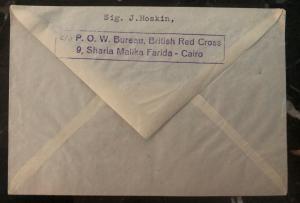 Sig. J.Hoskin,
c/o P. O. W. Bureau, British Red Cross
9, Sharia Malika Farida - Cairo